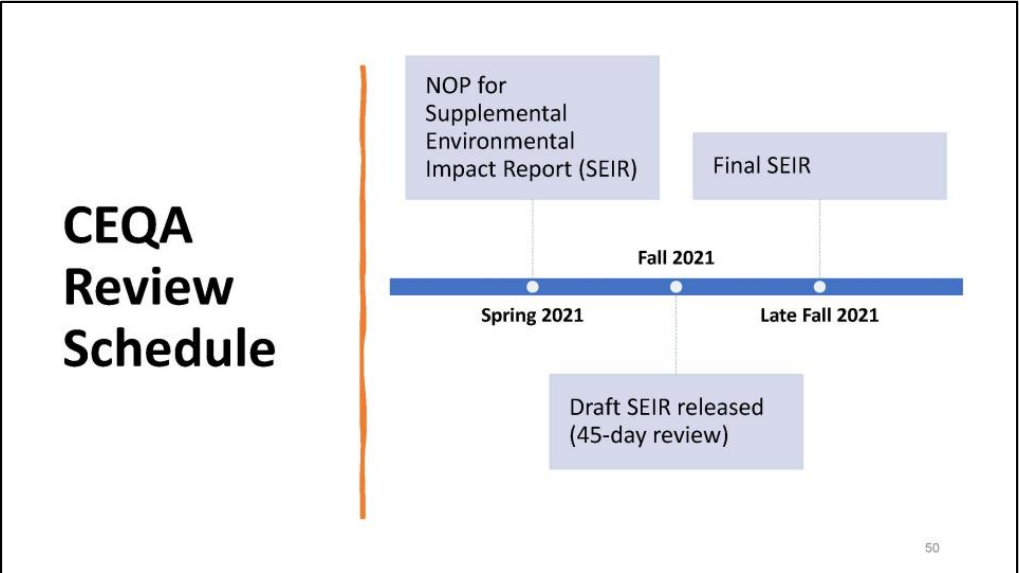 CEQA
Review
Schedule
NOP for
Supplemental
Environmental
Impact Report (SEIR)
Final SEIR
Fall 2021
Spring 2021
Late Fall 2021
Draft SEIR released
(45-day review)
50